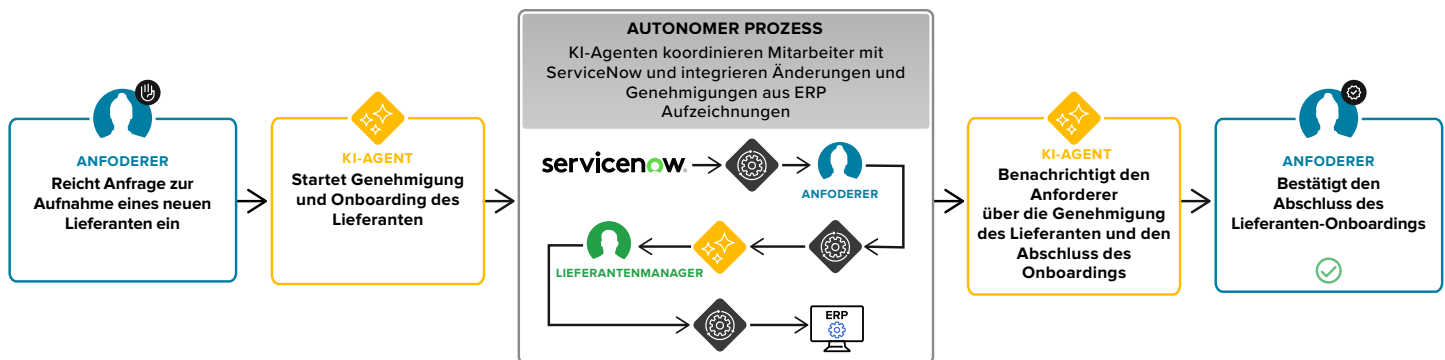 ANFODERER
Reicht Anfrage zur
Aufnahme eines neuen
Lieferanten ein
KI-AGENT
Startet Genehmigung
und Onboarding des
Lieferanten
AUTONOMER PROZESS
KI-Agenten koordinieren Mitarbeiter mit
ServiceNow und integrieren Änderungen und
Genehmigungen aus ERP
Aufzeichnungen
servicenow.
ANFODERER
LIEFERANTENMANAGER
ERP
KI-AGENT
Benachrichtigt den
Anforderer
über die Genehmigung
des Lieferanten und den
Abschluss des
Onboardings
ANFODERER
Bestätigt den
Abschluss des
Lieferanten-Onboardings